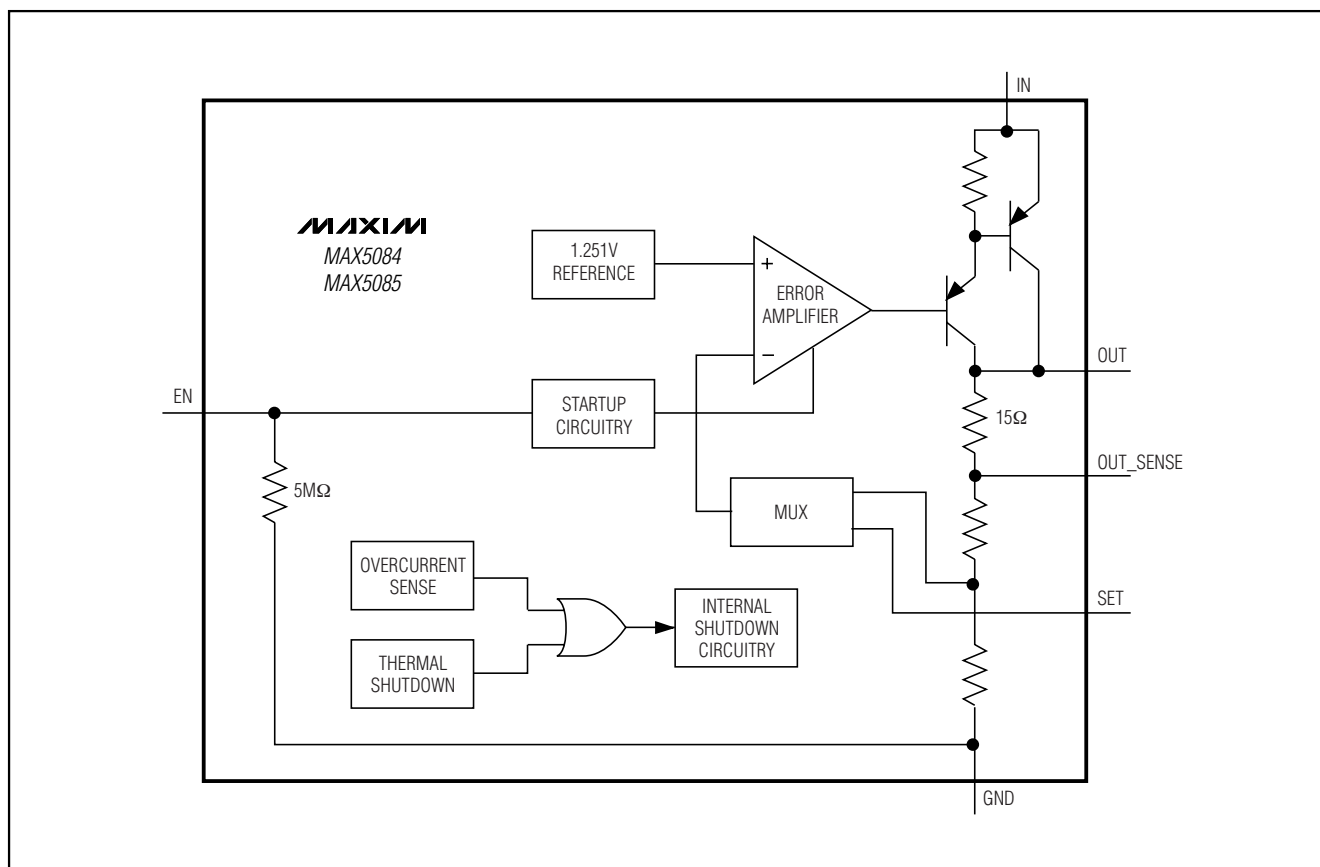 IN
MAXIM
MAX5084
MAX5085
1.251V
REFERENCE
+
ERROR
AMPLIFIER
−
OUT
EN
STARTUP
CIRCUITRY
15Ω
OUT_SENSE
5MΩ
MUX
OVERCURRENT
SENSE
SET
INTERNAL
SHUTDOWN
CIRCUITRY
THERMAL
SHUTDOWN
GND